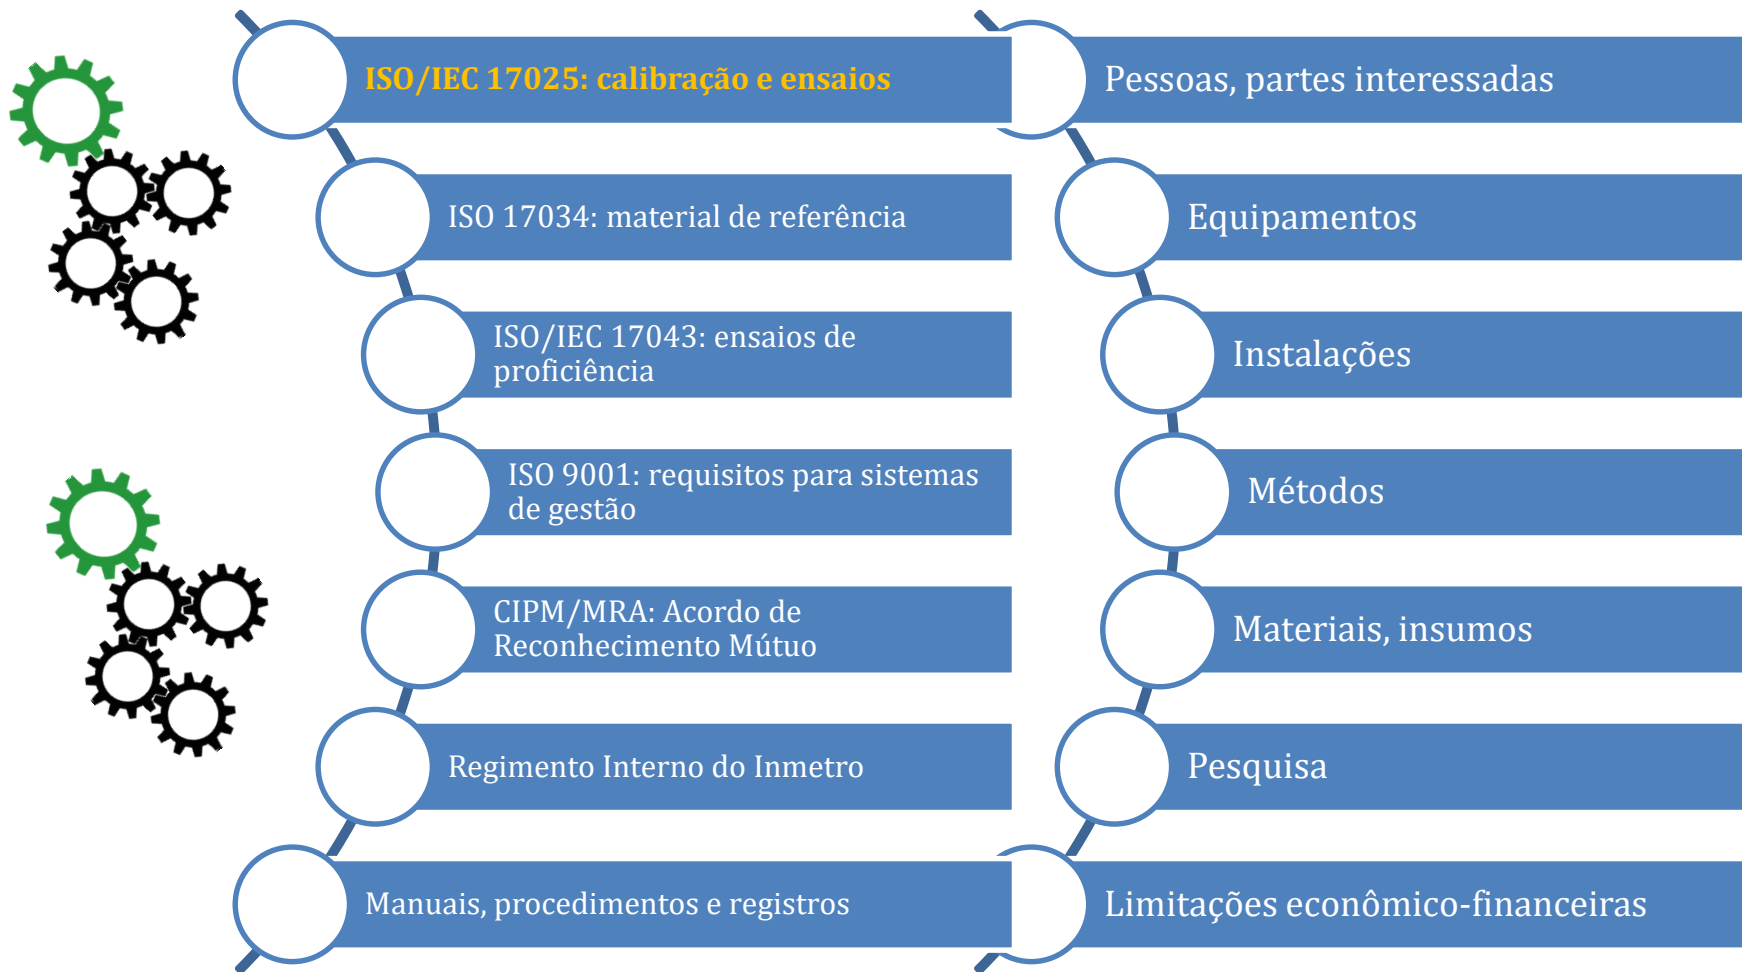 ISO/IEC 17025: calibração e ensaios
ISO 17034: material de referência
ISO/IEC 17043: ensaios de
proficiência
ISO 9001: requisitos para sistemas
de gestão
CIPM/MRA: Acordo de
Reconhecimento Mútuo
Regimento Interno do Inmetro
Manuais, procedimentos e registros
Pessoas, partes interessadas
Equipamentos
Instalações
Métodos
Materiais, insumos
Pesquisa
Limitações econômico-financeiras